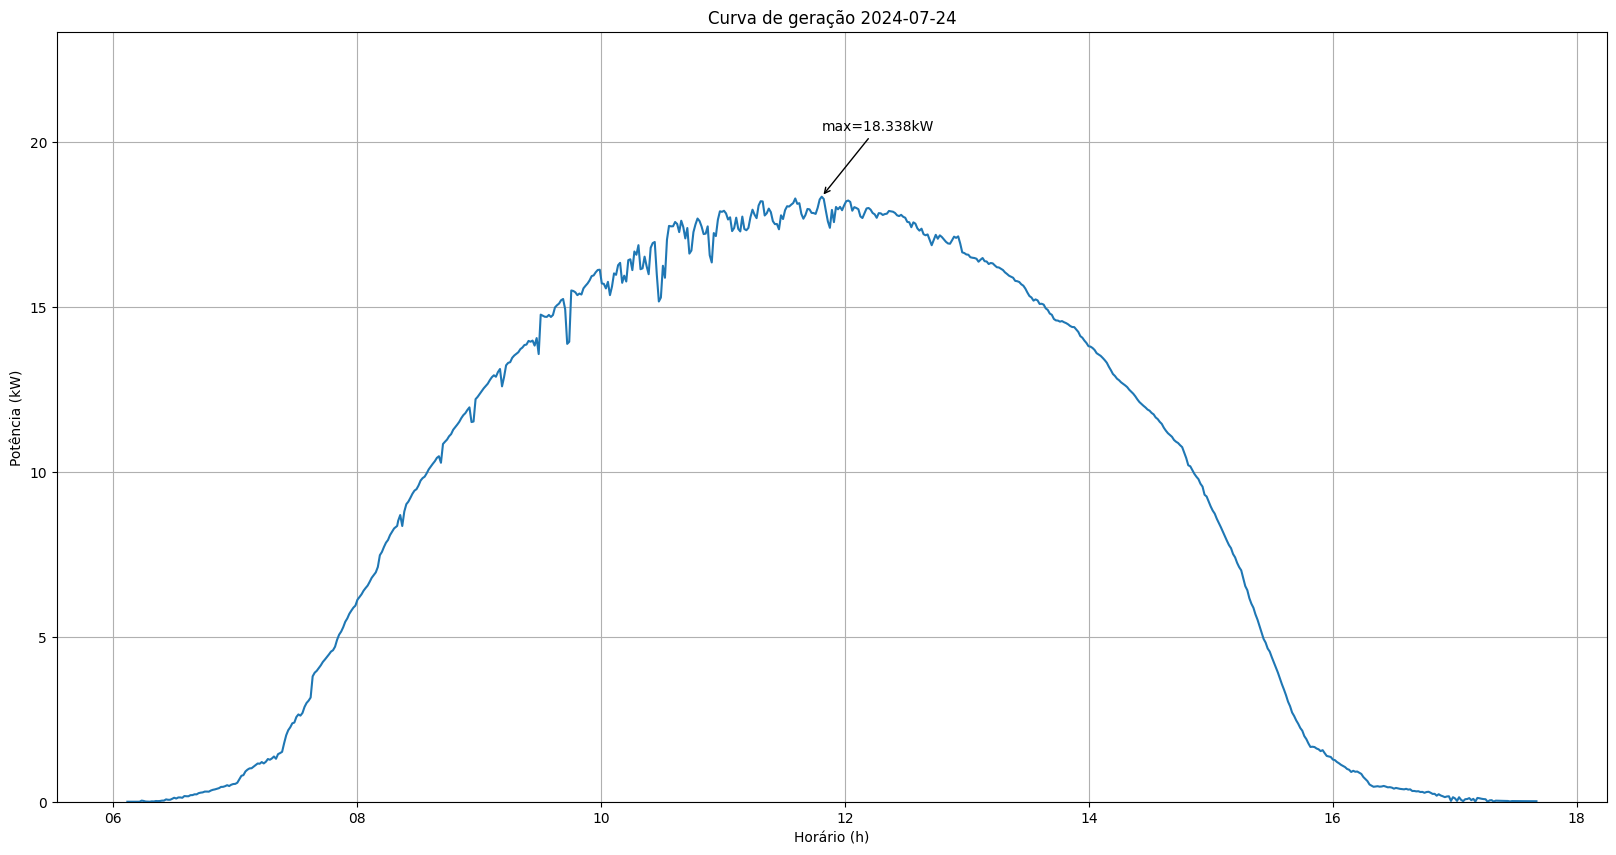 Curva de geração 2024-07-24
max=18.338kW
Potência (kW)
20
15
10
5
0
06 08 10 12 14 16 18
Horário (h)